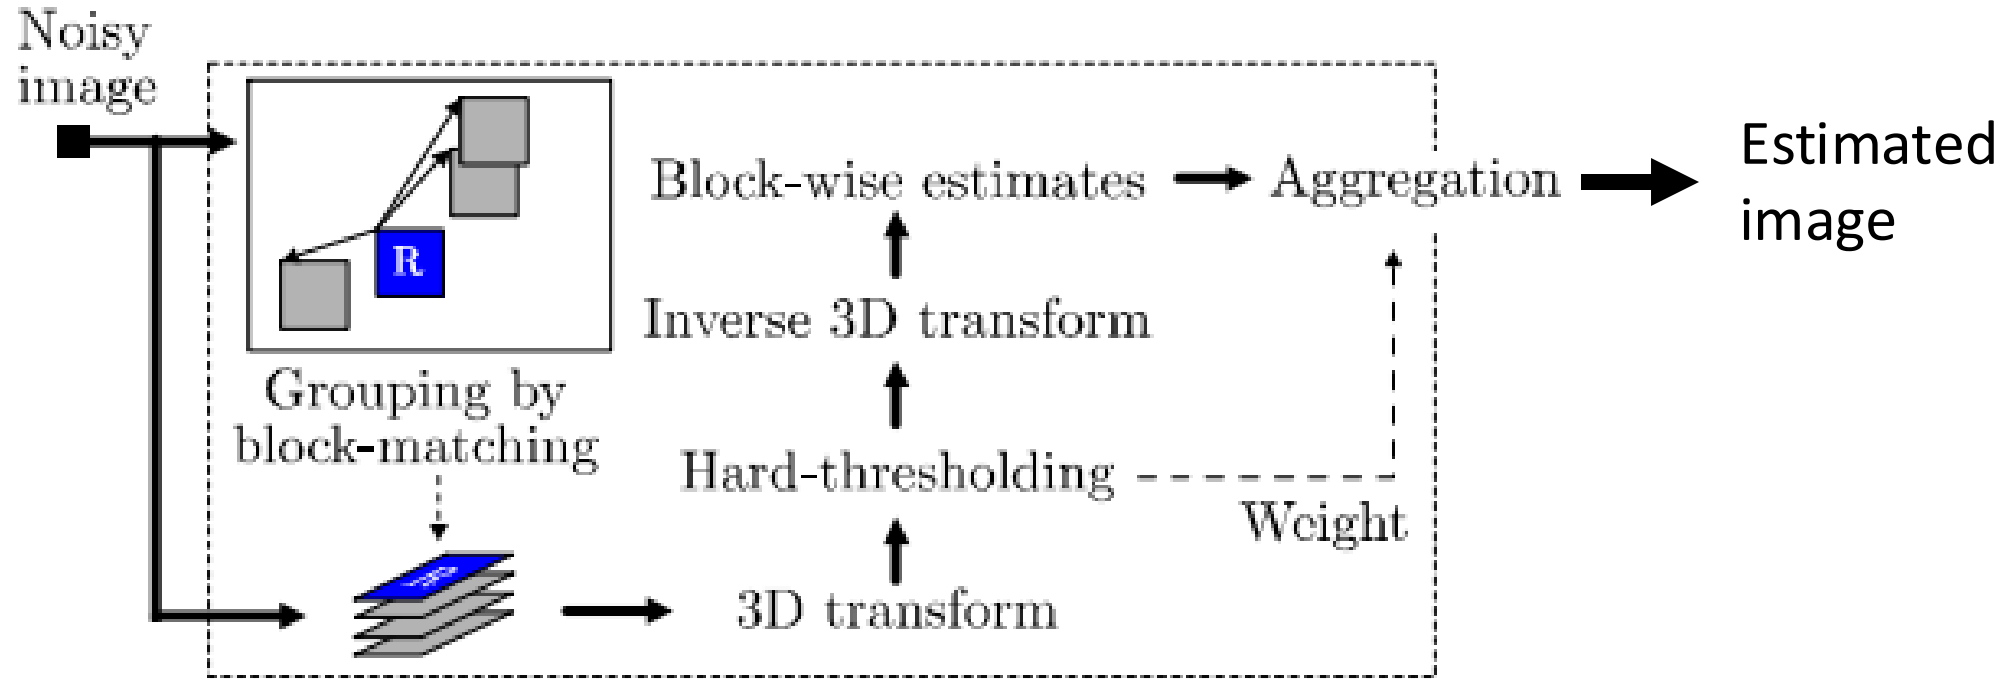 Noisy
image
R
Grouping by
block-matching
3D transform
Hard-thresholding
Weight
Inverse 3D transform
Block-wise estimates
Aggregation
Estimated
image